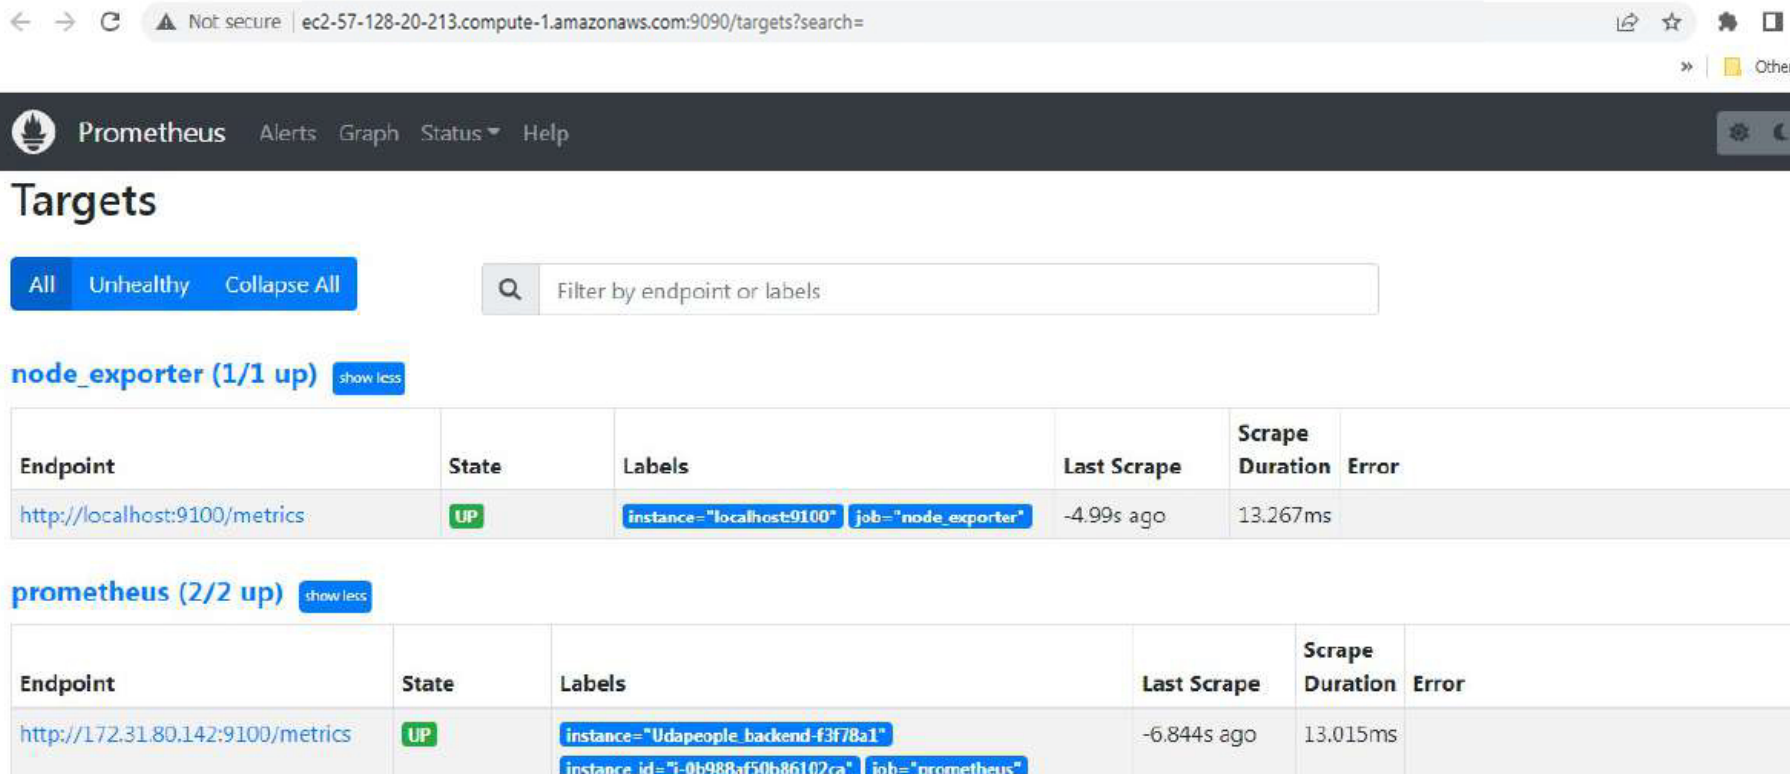 Not secure ec2-57-128-20-213.compute-1.amazonaws.com:9090/targets?search=
» Other
Prometheus Alerts Graph Status Help
Targets
All Unhealthy Collapse All Filter by endpoint or labels
node_exporter (1/1 up) show less
Endpoint State Labels Last Scrape Scrape Duration Error
http://localhost:9100/metrics UP instance="localhost:9100" job="node_exporter" -4.99s ago 13.267ms
prometheus (2/2 up) show less
Endpoint State Labels Last Scrape Scrape Duration Error
http://172.31.80.142:9100/metrics UP instance="Udapeople_backend-f3f78a1" -6.844s ago 13.015ms
instance_id="i-0b988af50b86102ca" job="prometheus"